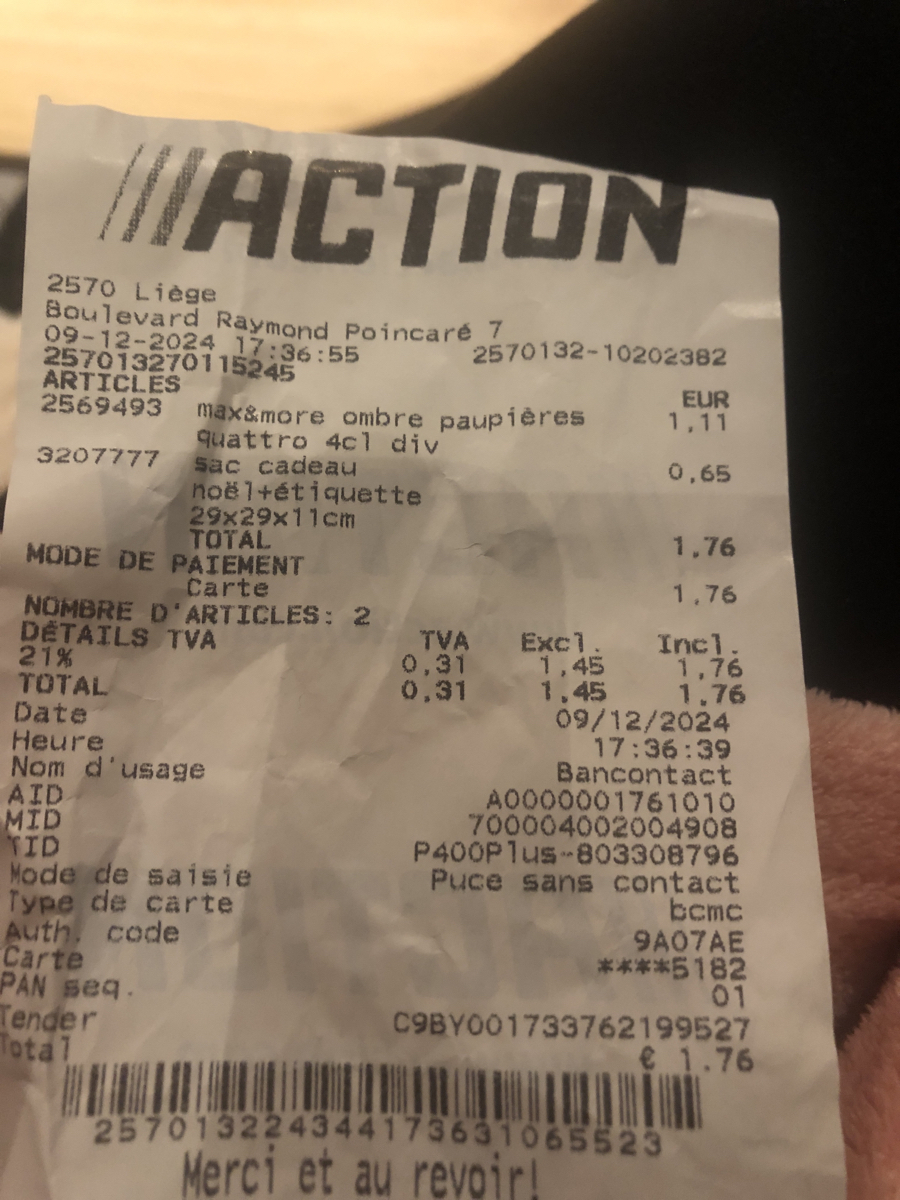 ///ACTION
2570 Liège
Boulevard Raymond Poincaré 7
09-12-2024 17:36:55 2570132-10202382
257013270115245
ARTICLES EUR
2569493 max&more ombre paupières 1,11
quattro 4cl div
3207777 sac cadeau 0,65
noël+étiquette
29x29x11cm
TOTAL 1,76
MODE DE PAIEMENT
Carte 1,76
NOMBRE D'ARTICLES: 2
DÉTAILS TVA TVA Excl. Incl.
21% 0,31 1,45 1,76
TOTAL 0,31 1,45 1,76
Date 09/12/2024
Heure 17:36:39
Nom d'usage Bancontact
AID A0000001761010
MID 700004002004908
TID P400Plus-803308796
Mode de saisie Puce sans contact
Type de carte bcmc
Auth. code 9A07AE
Carte ****5182
PAN seq. 01
Tender C9BY001733762199527
Total € 1.76
257013224344173631065523
Merci et au revoir!